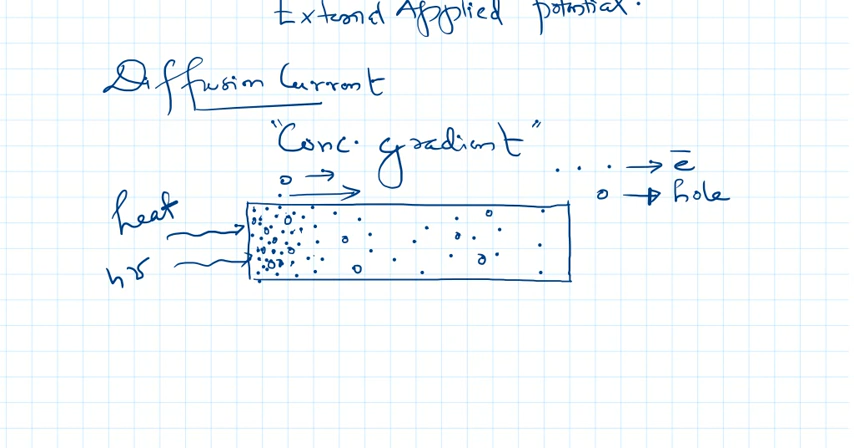 Extend Applied potential.
Diffusion Current
"Conc. gradient"
. . . → e̅
o → hole
o →
heat
hν